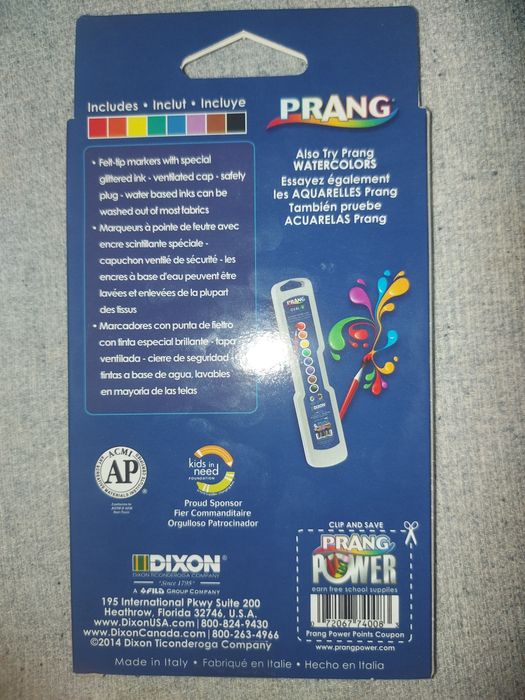 Includes • Inclut • Incluye
PRANG
Also Try Prang
WATERCOLORS
Essayez également
les AQUARELLES Prang
También pruebe
ACUARELAS Prang
• Felt-tip markers with special
glittered ink - ventilated cap - safety
plug - water based inks can be
washed out of most fabrics
• Marqueurs à pointe de feutre avec
encre scintillante spéciale -
capuchon ventilé de sécurité - les
encres à base d'eau peuvent être
lavées et enlevées de la plupart
des tissus
• Marcadores con punta de fieltro
con tinta especial brillante - tapa
ventilada - cierre de seguridad -
tintas a base de agua, lavables
en mayoria de las telas
PRANG
DIXON
ACMI
AP
kids in
need
FOUNDATION
Proud Sponsor
Fier Commanditaire
Orgulloso Patrocinador
DIXON
DIXON TICONDEROGA COMPANY
"Since 1795"
A FILA GROUP COMPANY
195 International Pkwy Suite 200
Heathrow, Florida 32746, U.S.A.
www.DixonUSA.com | 800-824-9430
www.DixonCanada.com | 800-263-4966
©2014 Dixon Ticonderoga Company
Made in Italy • Fabriqué en Italie • Hecho en Italia
CLIP AND SAVE
PRANG
POWER
earn free school supplies
72067 74008
Prang Power Points Coupon
www.prangpower.com